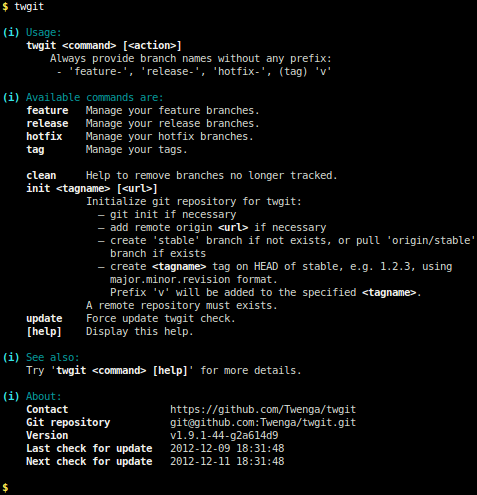 $ twgit
(i) Usage:
twgit <command> [<action>]
Always provide branch names without any prefix:
- 'feature-', 'release-', 'hotfix-', (tag) 'v'
(i) Available commands are:
feature Manage your feature branches.
release Manage your release branches.
hotfix Manage your hotfix branches.
tag Manage your tags.
clean Help to remove branches no longer tracked.
init <tagname> [<url>]
Initialize git repository for twgit:
– git init if necessary
– add remote origin <url> if necessary
– create 'stable' branch if not exists, or pull 'origin/stable'
branch if exists
– create <tagname> tag on HEAD of stable, e.g. 1.2.3, using
major.minor.revision format.
Prefix 'v' will be added to the specified <tagname>.
A remote repository must exists.
update Force update twgit check.
[help] Display this help.
(i) See also:
Try 'twgit <command> [help]' for more details.
(i) About:
Contact https://github.com/Twenga/twgit
Git repository git@github.com:Twenga/twgit.git
Version v1.9.1-44-g2a614d9
Last check for update 2012-12-09 18:31:48
Next check for update 2012-12-11 18:31:48
$